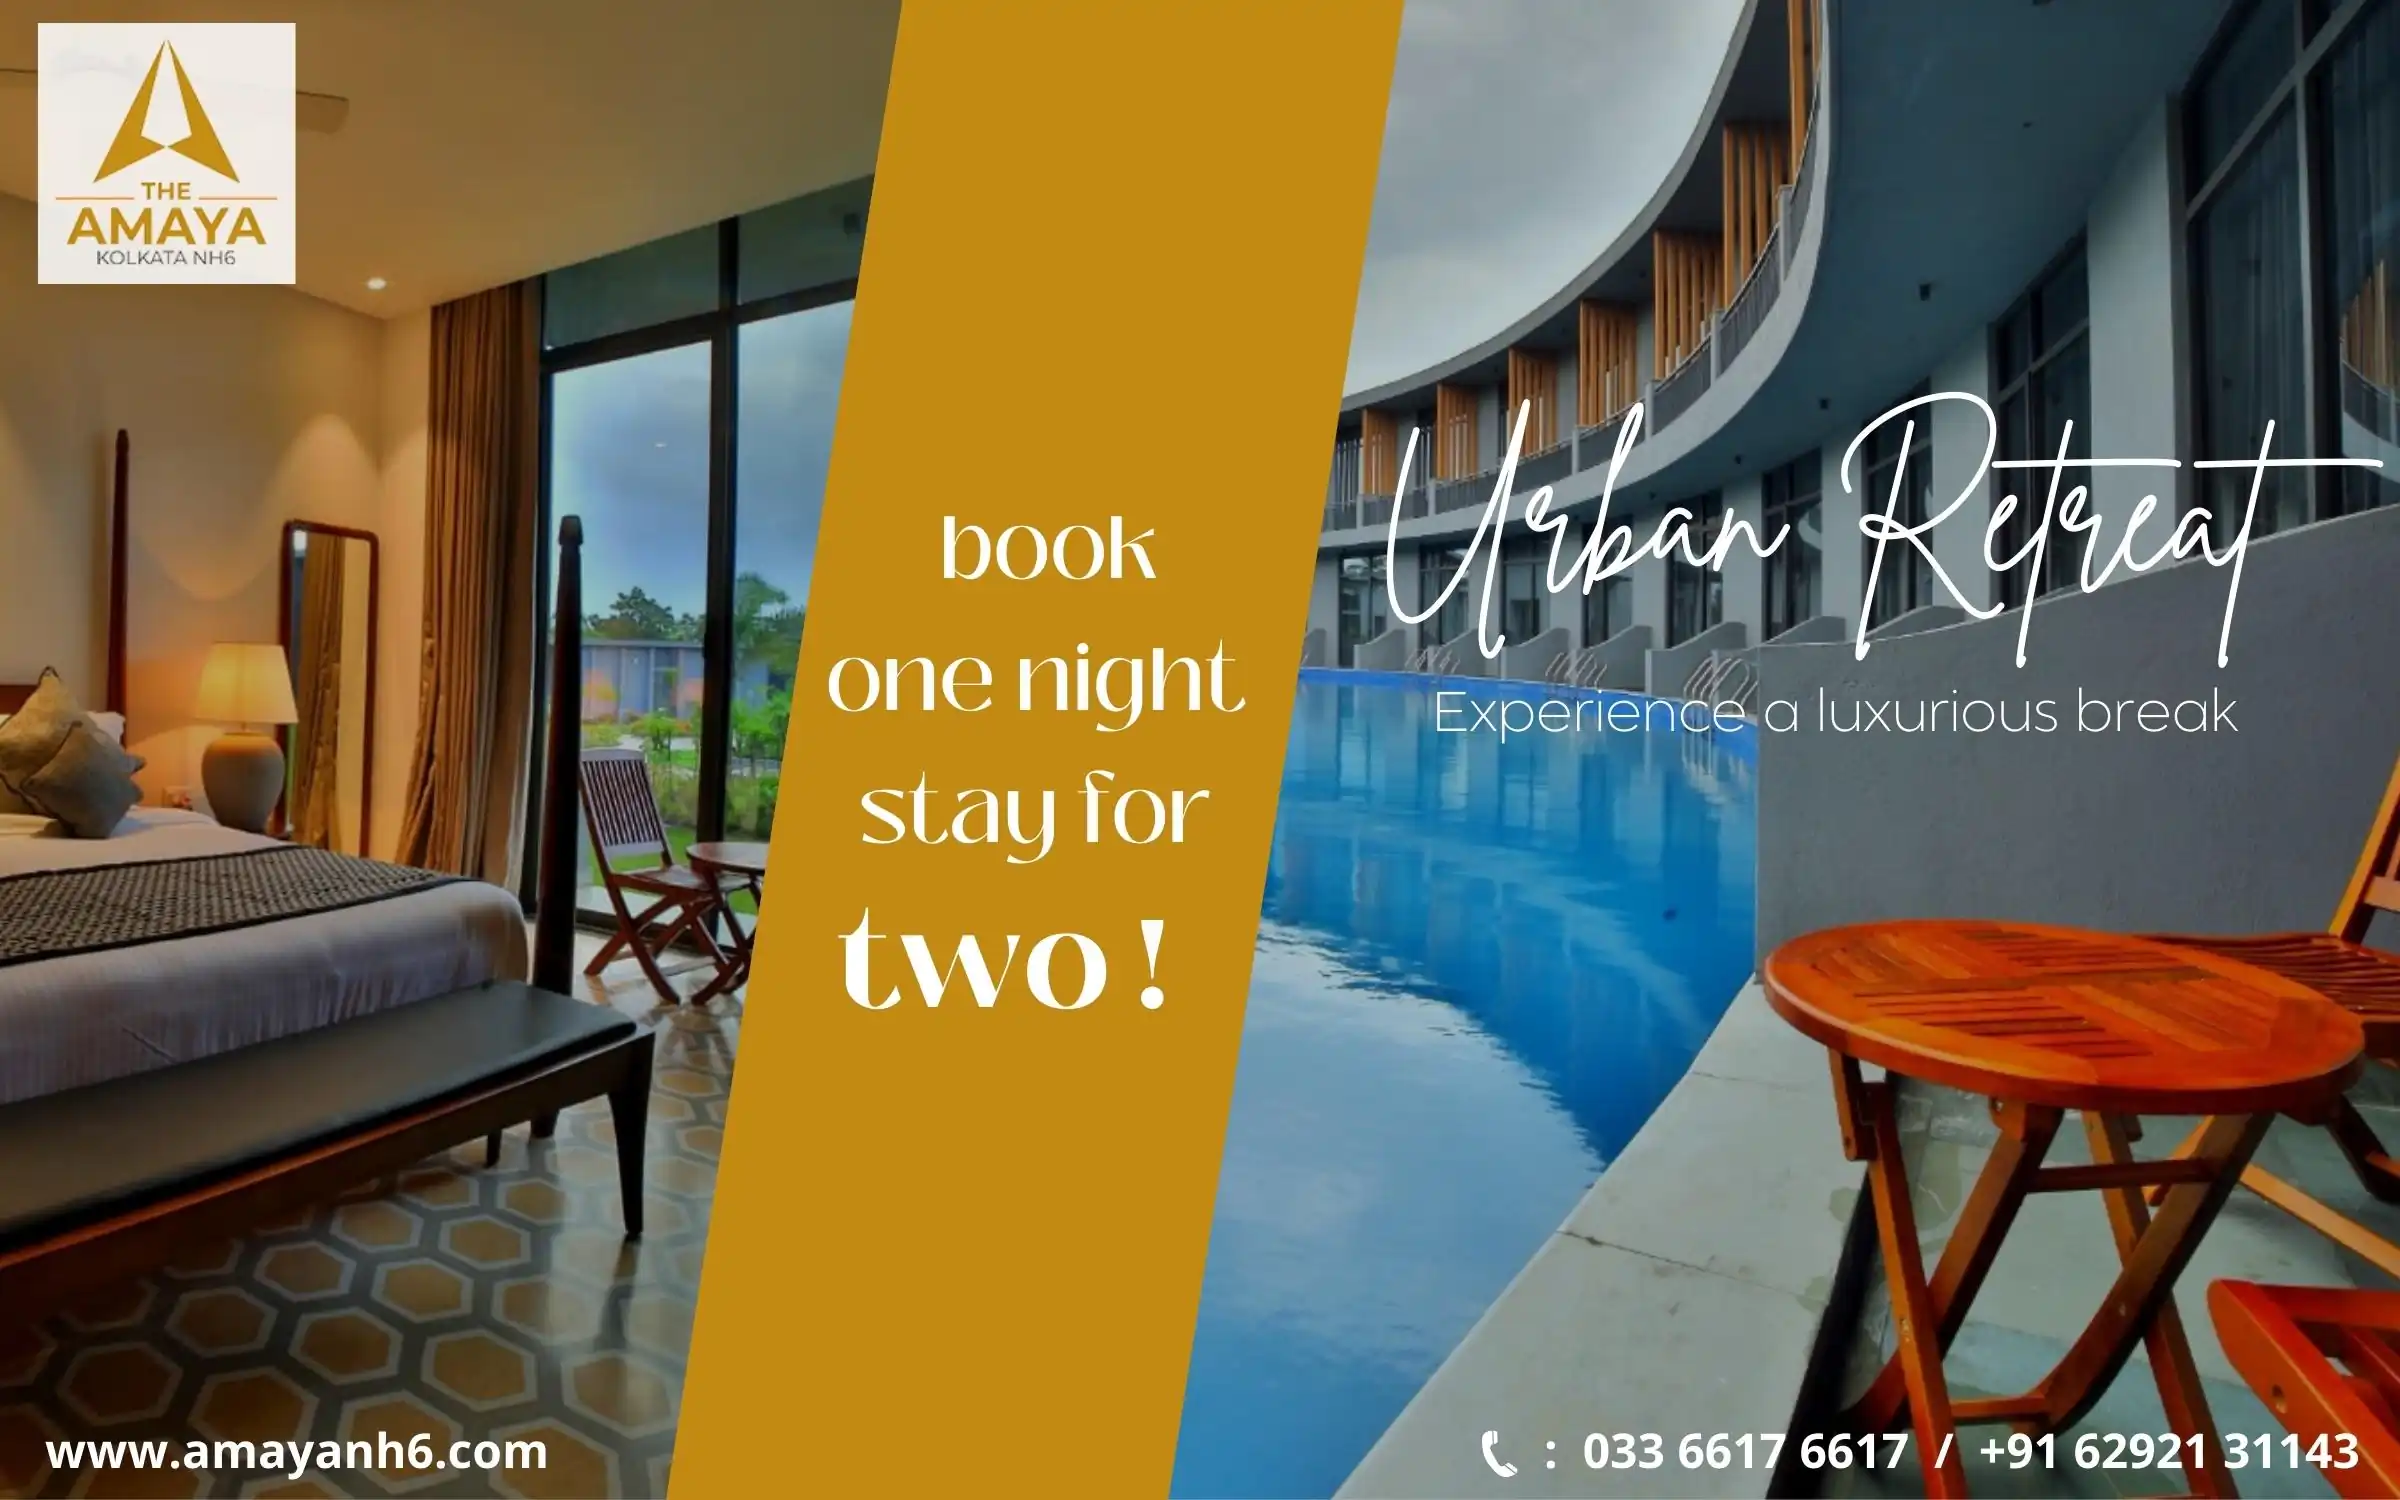 THE
AMAYA
KOLKATA NH6
book
one night
stay for
two !
Urban Retreat
Experience a luxurious break
www.amayanh6.com
: 033 6617 6617 / +91 62921 31143